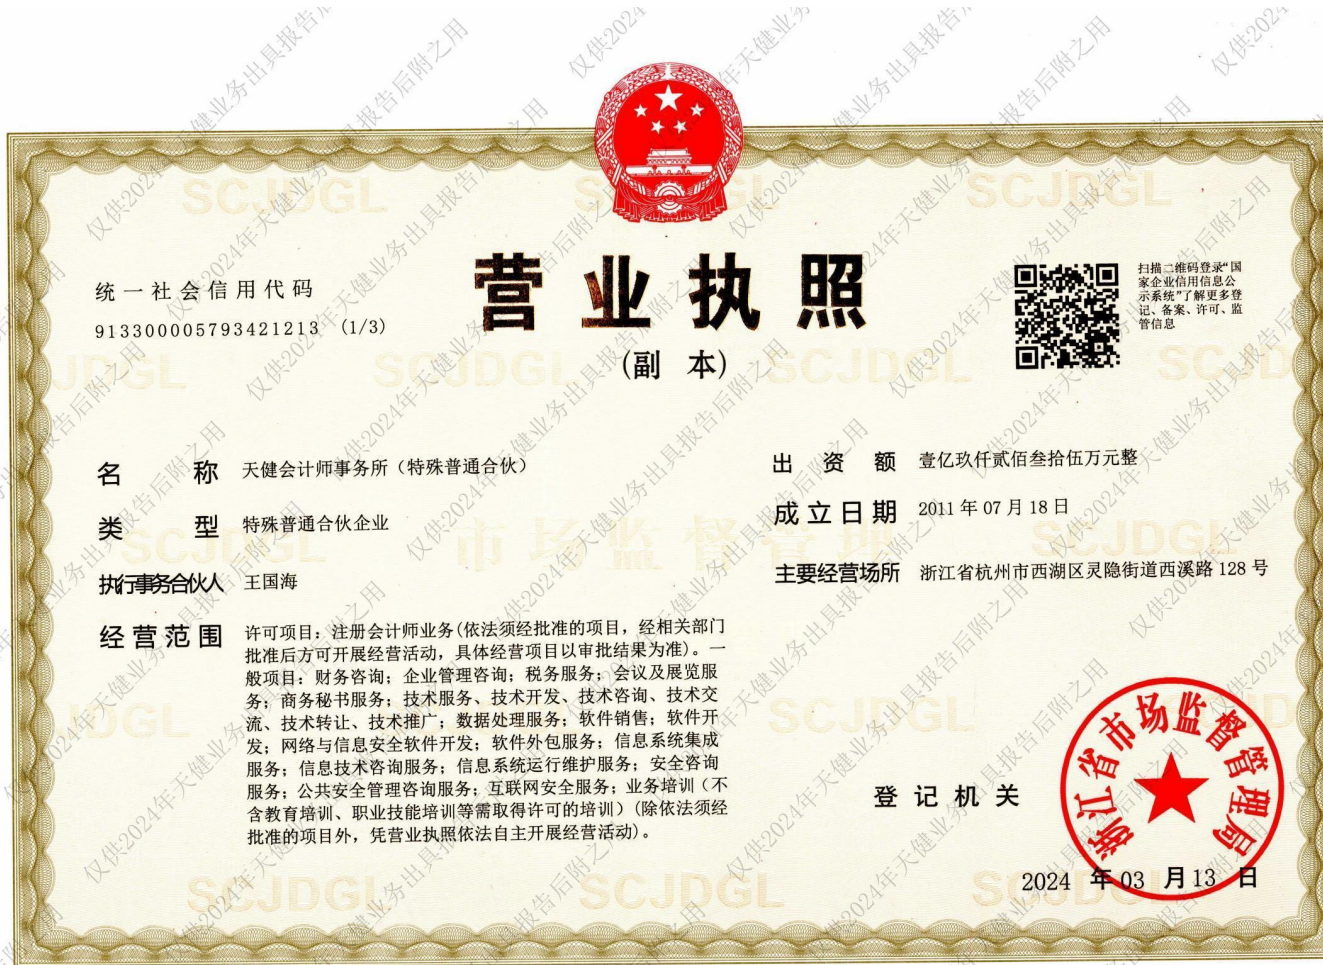 营业执照
(副 本)
统一社会信用代码
913300005793421213 (1/3)
扫描二维码登录“国
家企业信用信息公
示系统”了解更多登
记、备案、许可、监
管信息
名 称 天健会计师事务所（特殊普通合伙）
类 型 特殊普通合伙企业
执行事务合伙人 王国海
经营范围 许可项目：注册会计师业务(依法须经批准的项目，经相关部门
批准后方可开展经营活动，具体经营项目以审批结果为准)。一
般项目：财务咨询；企业管理咨询；税务服务；会议及展览服
务；商务秘书服务；技术服务、技术开发、技术咨询、技术交
流、技术转让、技术推广；数据处理服务；软件销售；软件开
发；网络与信息安全软件开发；软件外包服务；信息系统集成
服务；信息技术咨询服务；信息系统运行维护服务；安全咨询
服务；公共安全管理咨询服务；互联网安全服务；业务培训（不
含教育培训、职业技能培训等需取得许可的培训）(除依法须经
批准的项目外，凭营业执照依法自主开展经营活动)。
出 资 额 壹亿玖仟贰佰叁拾伍万元整
成立日期 2011 年 07 月 18 日
主要经营场所 浙江省杭州市西湖区灵隐街道西溪路 128 号
登 记 机 关
浙江省市场监督管理局
2024 年 03 月 13 日
SCJDGL
市场监督管理
仅供2024年天健业务出具报告后附之用